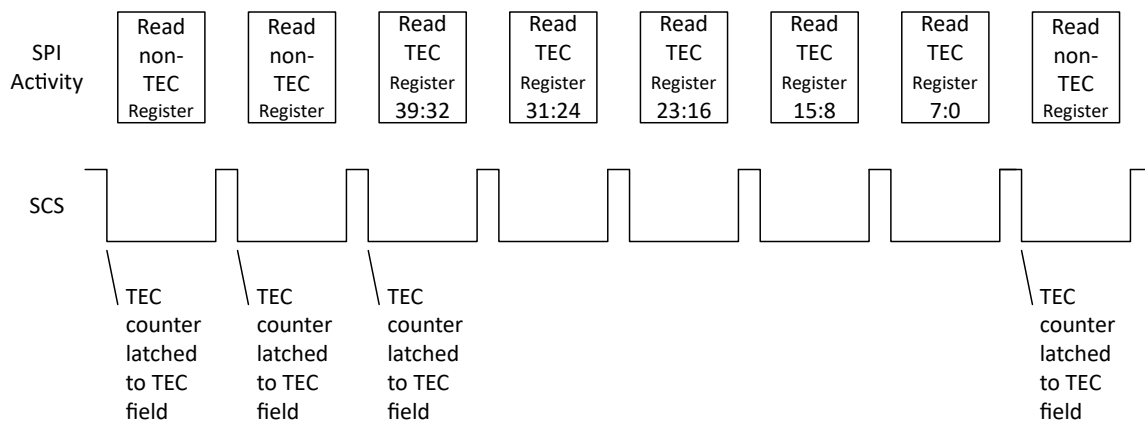 SPI
Activity
Read
non-
TEC
Register
Read
non-
TEC
Register
Read
TEC
Register
39:32
Read
TEC
Register
31:24
Read
TEC
Register
23:16
Read
TEC
Register
15:8
Read
TEC
Register
7:0
Read
non-
TEC
Register
SCS
TEC
counter
latched
to TEC
field
TEC
counter
latched
to TEC
field
TEC
counter
latched
to TEC
field
TEC
counter
latched
to TEC
field